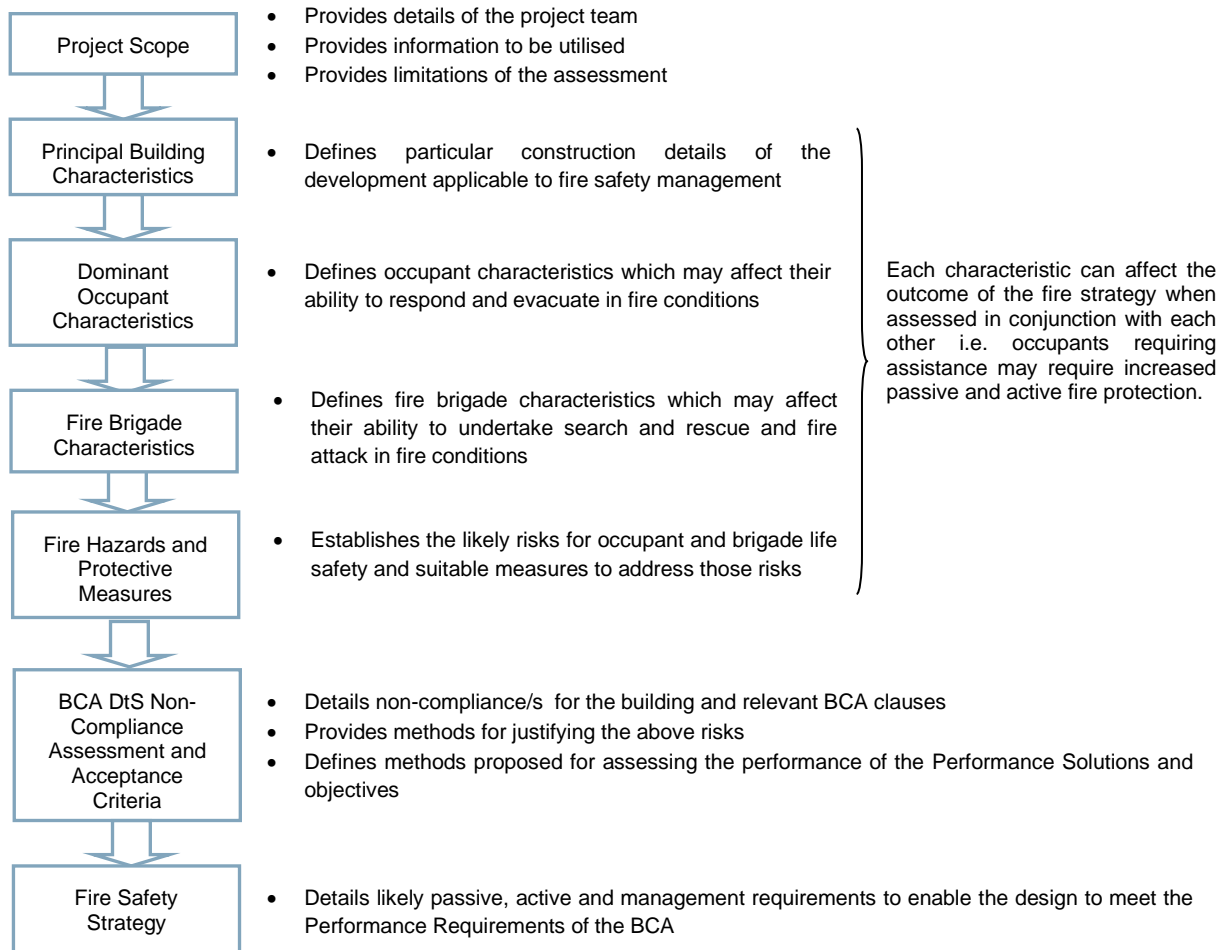 Project Scope
• Provides details of the project team
• Provides information to be utilised
• Provides limitations of the assessment
Principal Building
Characteristics
• Defines particular construction details of the
development applicable to fire safety management
Dominant
Occupant
Characteristics
• Defines occupant characteristics which may affect their
ability to respond and evacuate in fire conditions
Fire Brigade
Characteristics
• Defines fire brigade characteristics which may affect
their ability to undertake search and rescue and fire
attack in fire conditions
Fire Hazards and
Protective
Measures
• Establishes the likely risks for occupant and brigade life
safety and suitable measures to address those risks
Each characteristic can affect the
outcome of the fire strategy when
assessed in conjunction with each
other i.e. occupants requiring
assistance may require increased
passive and active fire protection.
BCA DtS Non-
Compliance
Assessment and
Acceptance
Criteria
• Details non-compliance/s for the building and relevant BCA clauses
• Provides methods for justifying the above risks
• Defines methods proposed for assessing the performance of the Performance Solutions and
objectives
Fire Safety
Strategy
• Details likely passive, active and management requirements to enable the design to meet the
Performance Requirements of the BCA